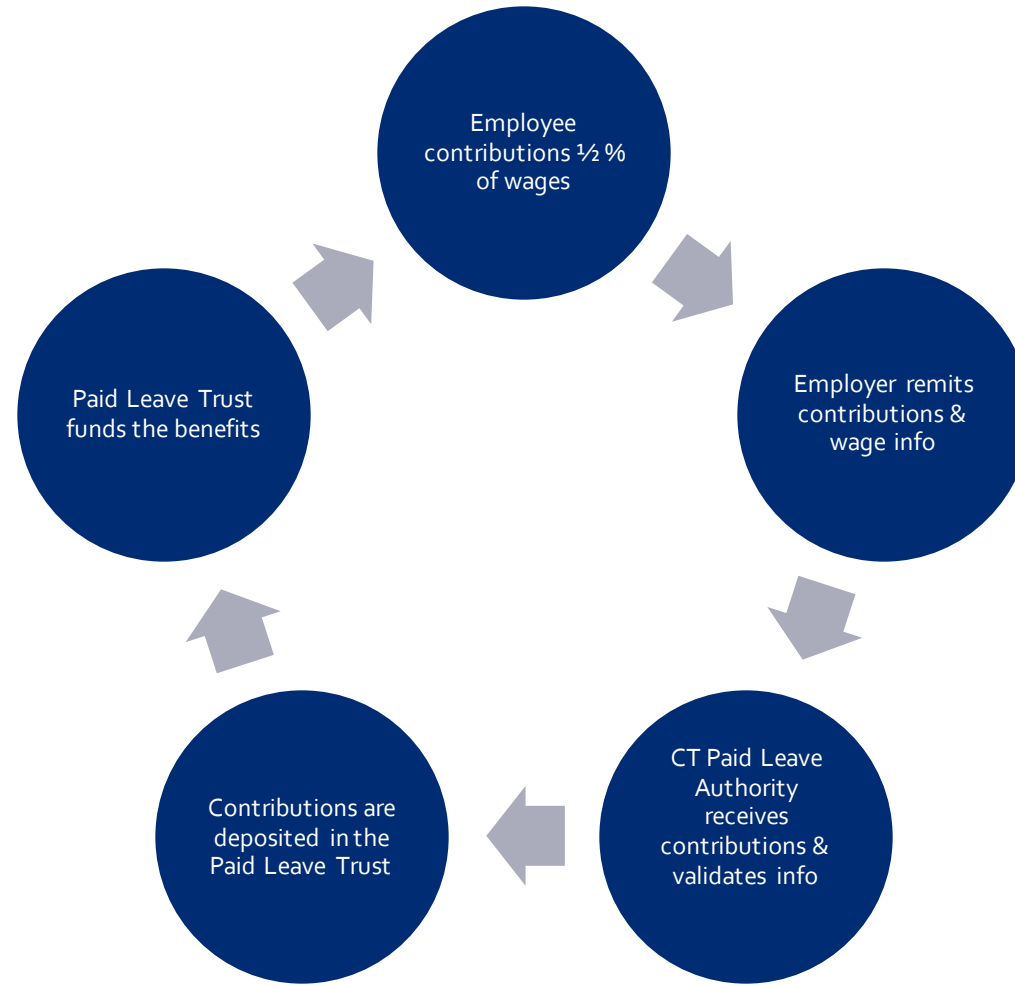 Employee
contributions ½ %
of wages
Employer remits
contributions &
wage info
CT Paid Leave
Authority
receives
contributions &
validates info
Contributions are
deposited in the
Paid Leave Trust
Paid Leave Trust
funds the benefits